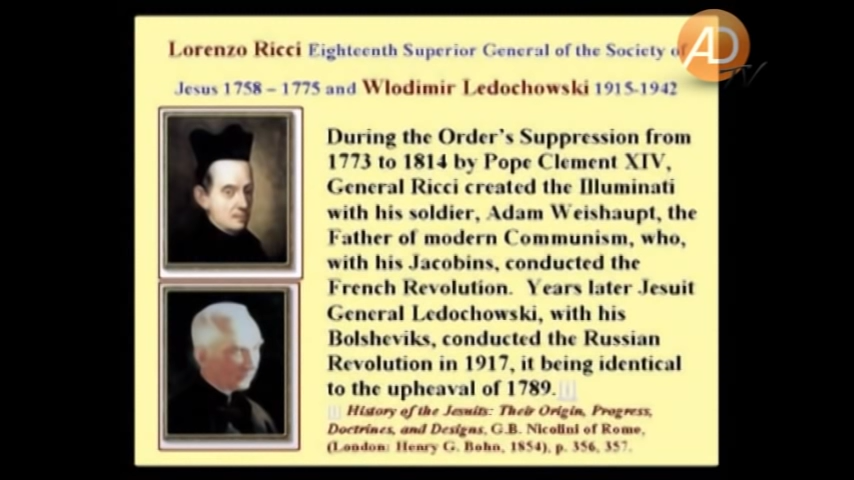 AD
TV
Lorenzo Ricci Eighteenth Superior General of the Society of
Jesus 1758 – 1775 and Wlodimir Ledochowski 1915-1942
During the Order's Suppression from
1773 to 1814 by Pope Clement XIV,
General Ricci created the Illuminati
with his soldier, Adam Weishaupt, the
Father of modern Communism, who,
with his Jacobins, conducted the
French Revolution. Years later Jesuit
General Ledochowski, with his
Bolsheviks, conducted the Russian
Revolution in 1917, it being identical
to the upheaval of 1789.[1]
[1] History of the Jesuits: Their Origin, Progress,
Doctrines, and Designs, G.B. Nicolini of Rome,
(London: Henry G. Bohn, 1854), p. 356, 357.